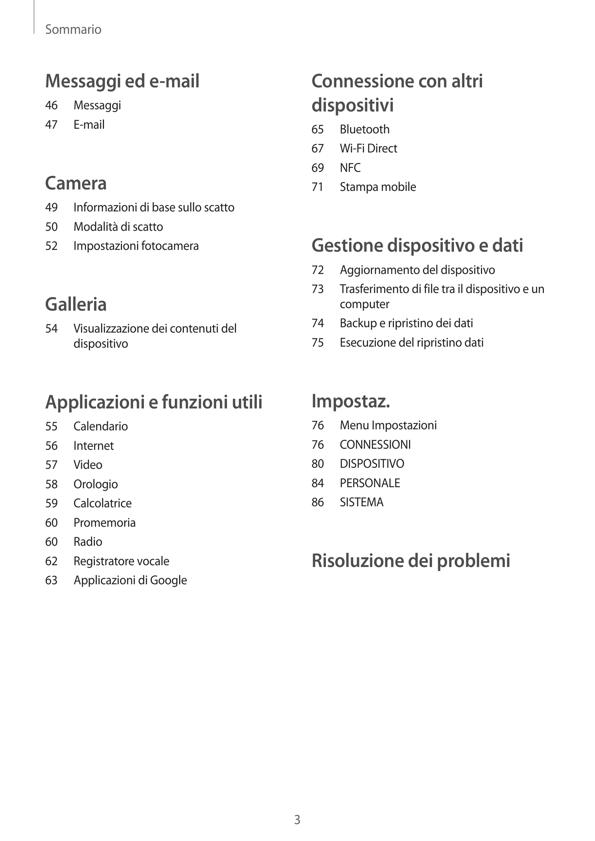 Sommario
Messaggi ed e-mail
46 Messaggi
47 E-mail
Camera
49 Informazioni di base sullo scatto
50 Modalità di scatto
52 Impostazioni fotocamera
Galleria
54 Visualizzazione dei contenuti del
dispositivo
Applicazioni e funzioni utili
55 Calendario
56 Internet
57 Video
58 Orologio
59 Calcolatrice
60 Promemoria
60 Radio
62 Registratore vocale
63 Applicazioni di Google
Connessione con altri
dispositivi
65 Bluetooth
67 Wi-Fi Direct
69 NFC
71 Stampa mobile
Gestione dispositivo e dati
72 Aggiornamento del dispositivo
73 Trasferimento di file tra il dispositivo e un
computer
74 Backup e ripristino dei dati
75 Esecuzione del ripristino dati
Impostaz.
76 Menu Impostazioni
76 CONNESSIONI
80 DISPOSITIVO
84 PERSONALE
86 SISTEMA
Risoluzione dei problemi
3